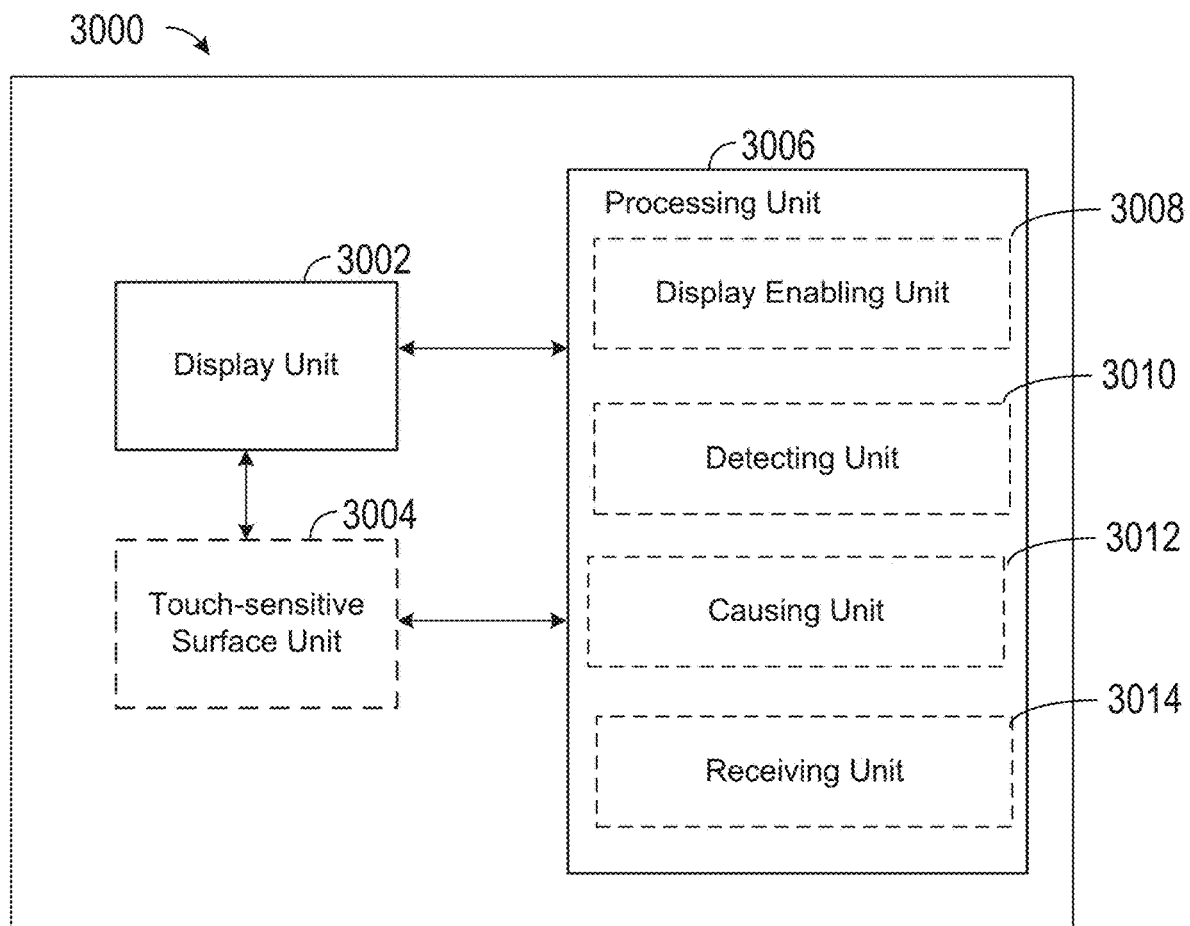 3000
3006
Processing Unit
3008
Display Enabling Unit
3002
Display Unit
3010
Detecting Unit
3004
Touch-sensitive
Surface Unit
3012
Causing Unit
3014
Receiving Unit